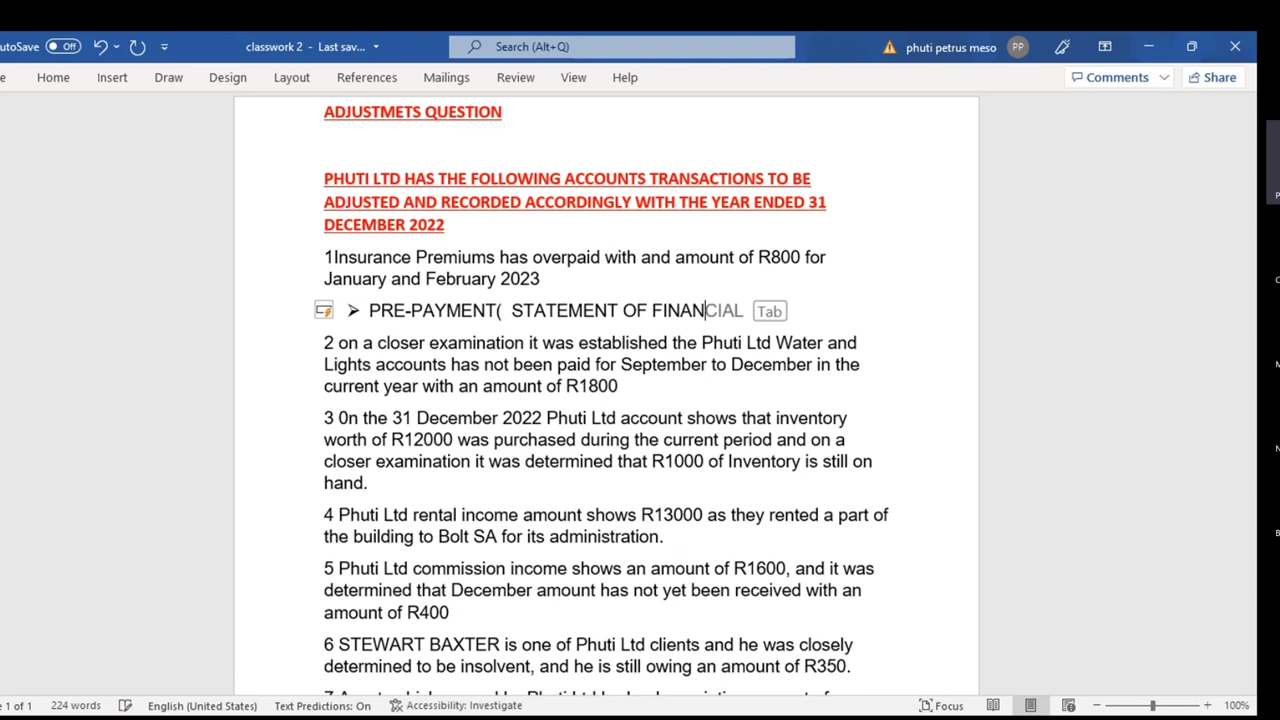 utoSave Off classwork 2 - Last sav... Search (Alt+Q) phuti petrus meso PP
e Home Insert Draw Design Layout References Mailings Review View Help Comments Share
ADJUSTMETS QUESTION
PHUTI LTD HAS THE FOLLOWING ACCOUNTS TRANSACTIONS TO BE
ADJUSTED AND RECORDED ACCORDINGLY WITH THE YEAR ENDED 31
DECEMBER 2022
1Insurance Premiums has overpaid with and amount of R800 for
January and February 2023
➢ PRE-PAYMENT( STATEMENT OF FINANCIAL Tab
2 on a closer examination it was established the Phuti Ltd Water and
Lights accounts has not been paid for September to December in the
current year with an amount of R1800
3 0n the 31 December 2022 Phuti Ltd account shows that inventory
worth of R12000 was purchased during the current period and on a
closer examination it was determined that R1000 of Inventory is still on
hand.
4 Phuti Ltd rental income amount shows R13000 as they rented a part of
the building to Bolt SA for its administration.
5 Phuti Ltd commission income shows an amount of R1600, and it was
determined that December amount has not yet been received with an
amount of R400
6 STEWART BAXTER is one of Phuti Ltd clients and he was closely
determined to be insolvent, and he is still owing an amount of R350.
e 1 of 1 224 words English (United States) Text Predictions: On Accessibility: Investigate Focus 100%